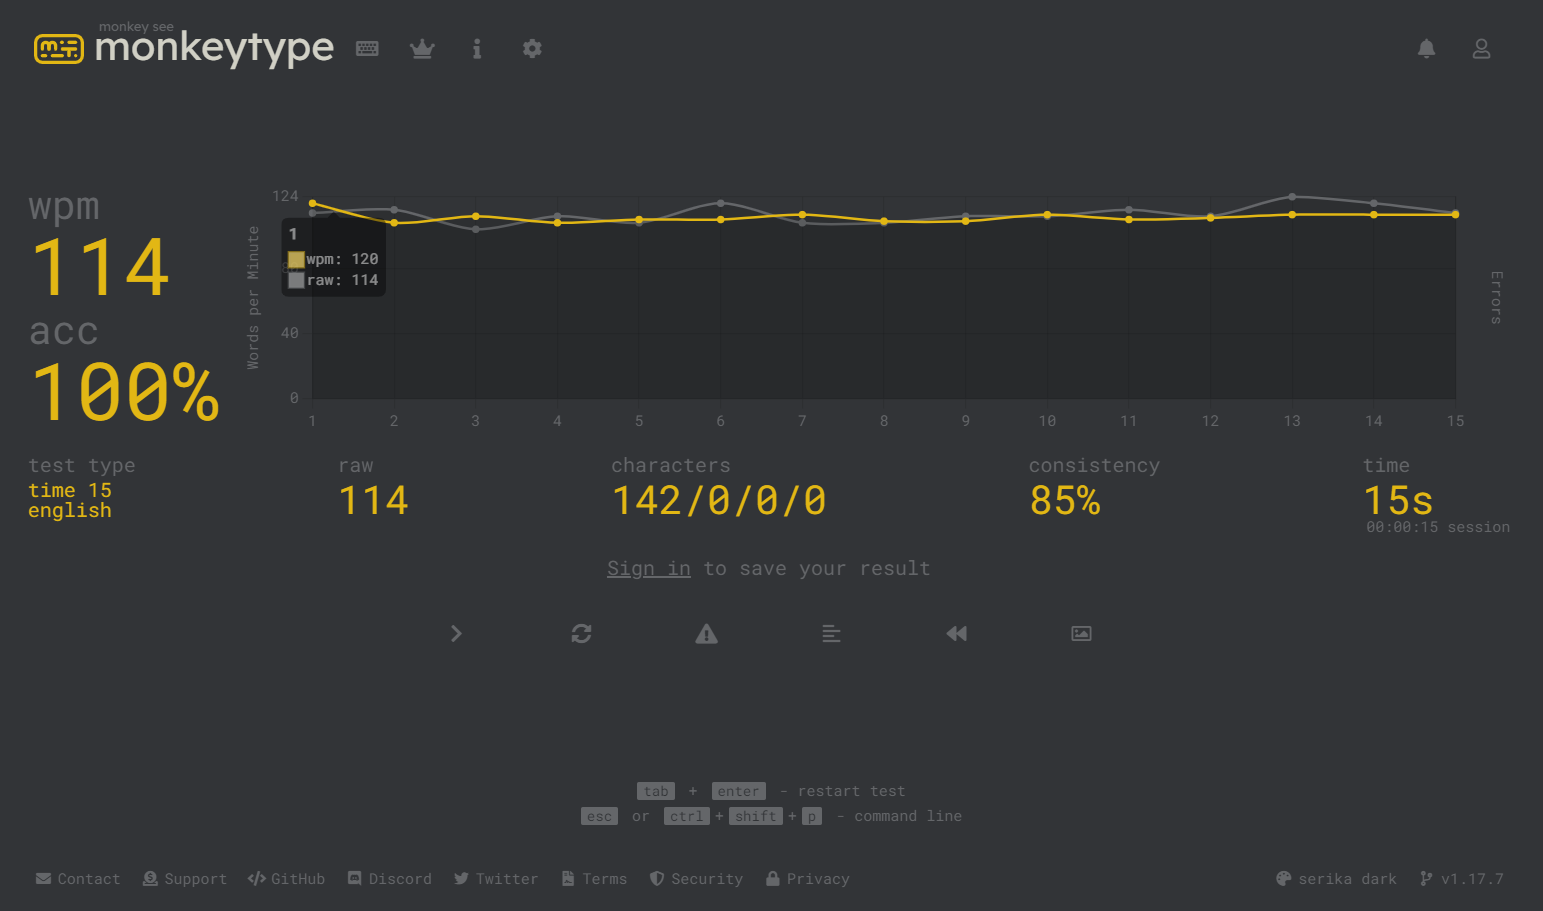 monkey see
monkeytype
wpm
114
acc
100%
Words per Minute
124
80
40
0
1
wpm: 120
raw: 114
1 2 3 4 5 6 7 8 9 10 11 12 13 14 15
Errors
test type
time 15
english
raw
114
characters
142/0/0/0
consistency
85%
time
15s
00:00:15 session
Sign in to save your result
tab + enter - restart test
esc or ctrl + shift + p - command line
Contact Support GitHub Discord Twitter Terms Security Privacy serika dark v1.17.7